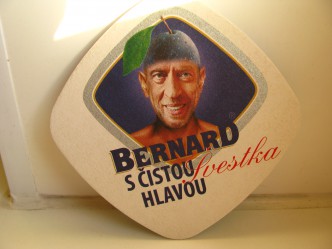 BERNARD
S ČISTOU
HLAVOU
Švestka